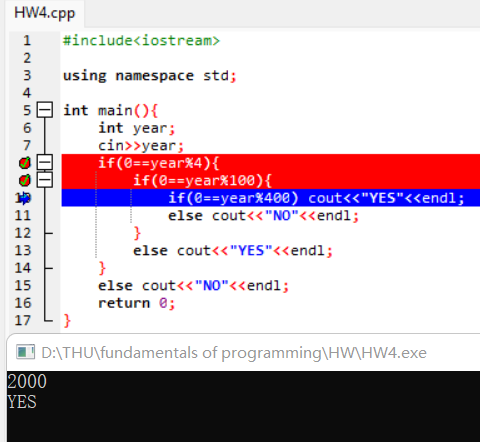 HW4.cpp
1 #include<iostream>
2
3 using namespace std;
4
5 int main(){
6 int year;
7 cin>>year;
if(0==year%4){
if(0==year%100){
if(0==year%400) cout<<"YES"<<endl;
11 else cout<<"NO"<<endl;
12 }
13 else cout<<"YES"<<endl;
14 }
15 else cout<<"NO"<<endl;
16 return 0;
17 }
D:\THU\fundamentals of programming\HW\HW4.exe
2000
YES